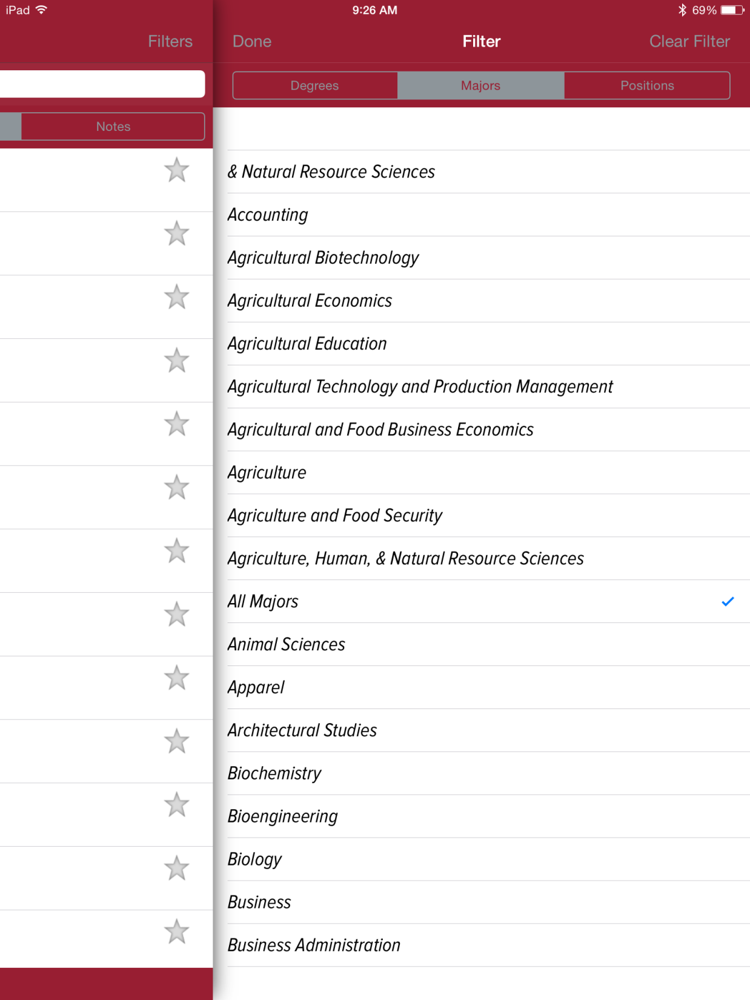 iPad 9:26 AM 69%
Filters Done Filter Clear Filter
Degrees Majors Positions
Notes
& Natural Resource Sciences
Accounting
Agricultural Biotechnology
Agricultural Economics
Agricultural Education
Agricultural Technology and Production Management
Agricultural and Food Business Economics
Agriculture
Agriculture and Food Security
Agriculture, Human, & Natural Resource Sciences
All Majors
Animal Sciences
Apparel
Architectural Studies
Biochemistry
Bioengineering
Biology
Business
Business Administration